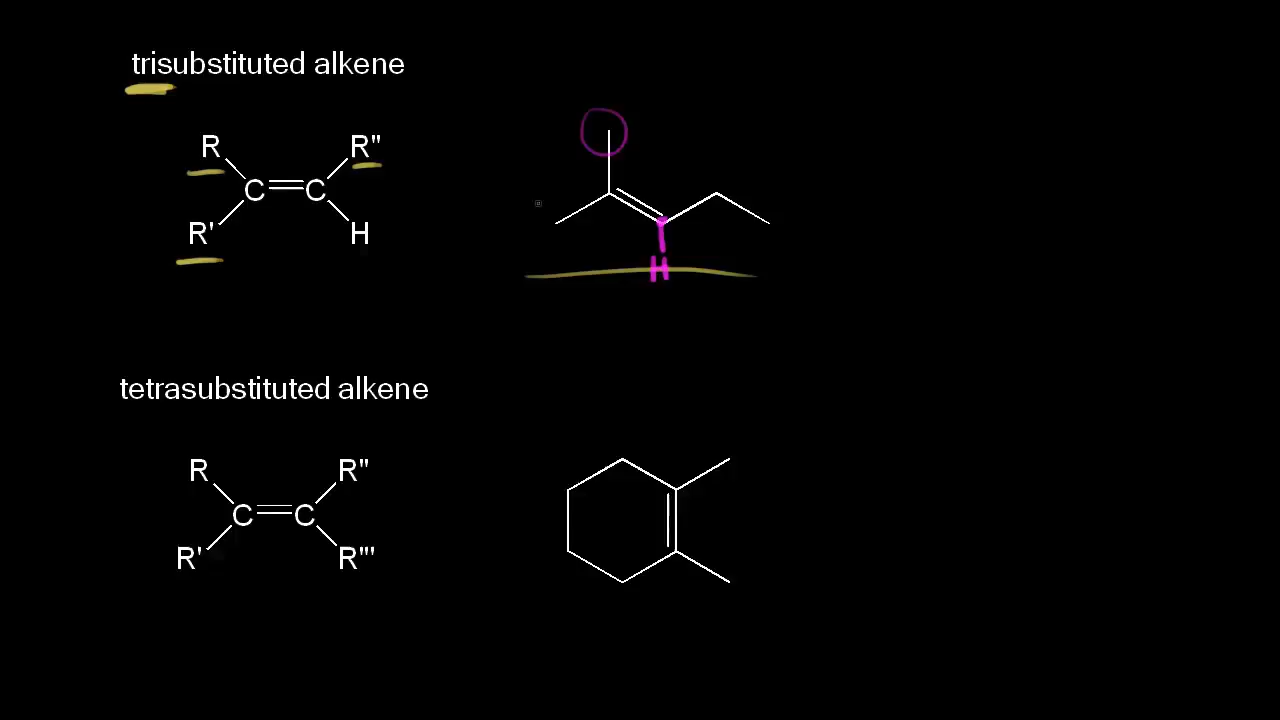 trisubstituted alkene
R R"
C C
R' H
H
tetrasubstituted alkene
R R"
C C
R' R"'